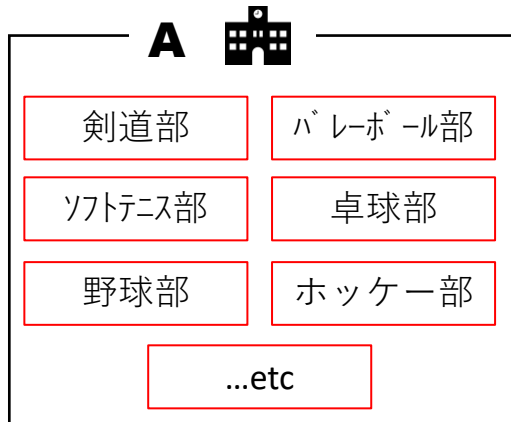 A
剣道部
ﾊﾞﾚｰﾎﾞｰﾙ部
ｿﾌﾄﾃﾆｽ部
卓球部
野球部
ホッケー部
...etc